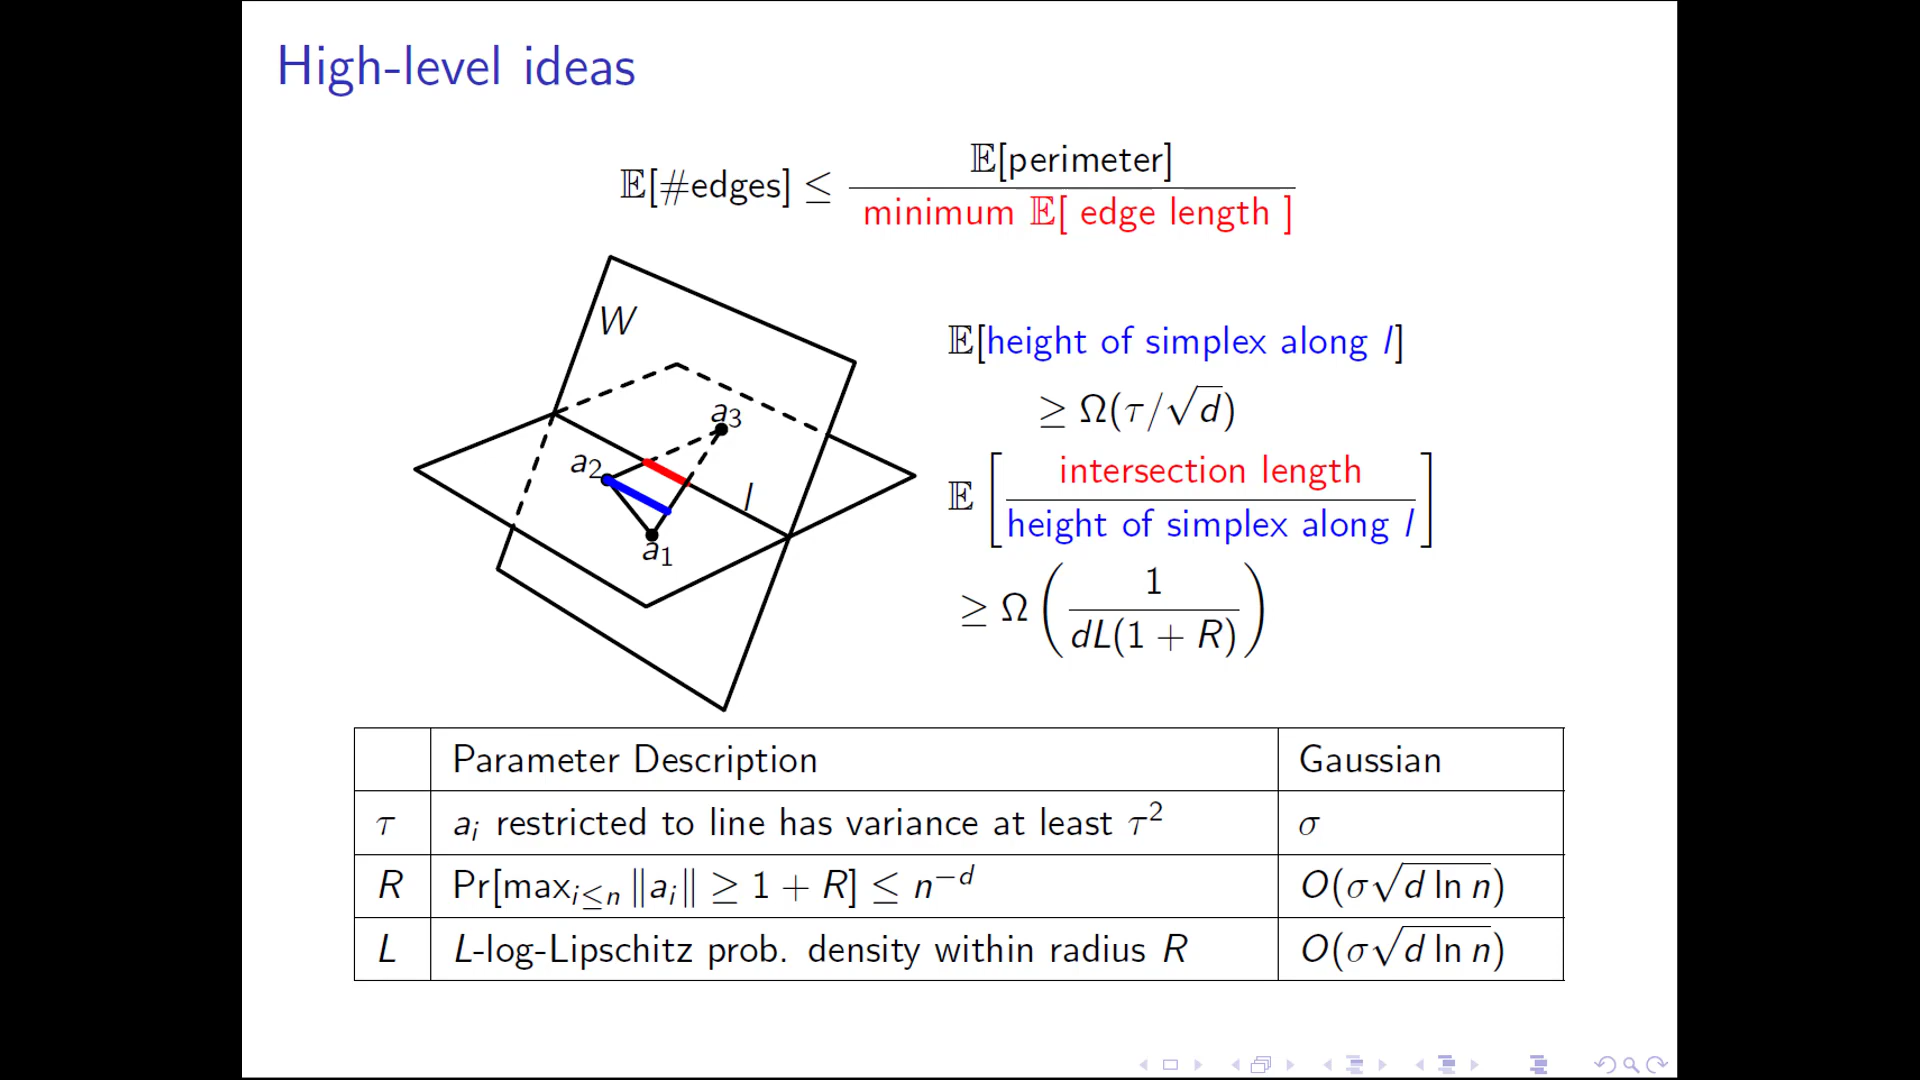 High-level ideas
𝔼[#edges] ≤ 𝔼[perimeter] / minimum 𝔼[ edge length ]
W
a₃
a₂
l
a₁
𝔼[height of simplex along l]
≥ Ω(τ/√d)
𝔼[intersection length / height of simplex along l]
≥ Ω(1 / dL(1 + R))
Parameter Description Gaussian
τ aᵢ restricted to line has variance at least τ² σ
R Pr[max_{i≤n} ‖aᵢ‖ ≥ 1 + R] ≤ n^{−d} O(σ√(d ln n))
L L-log-Lipschitz prob. density within radius R O(σ√(d ln n))